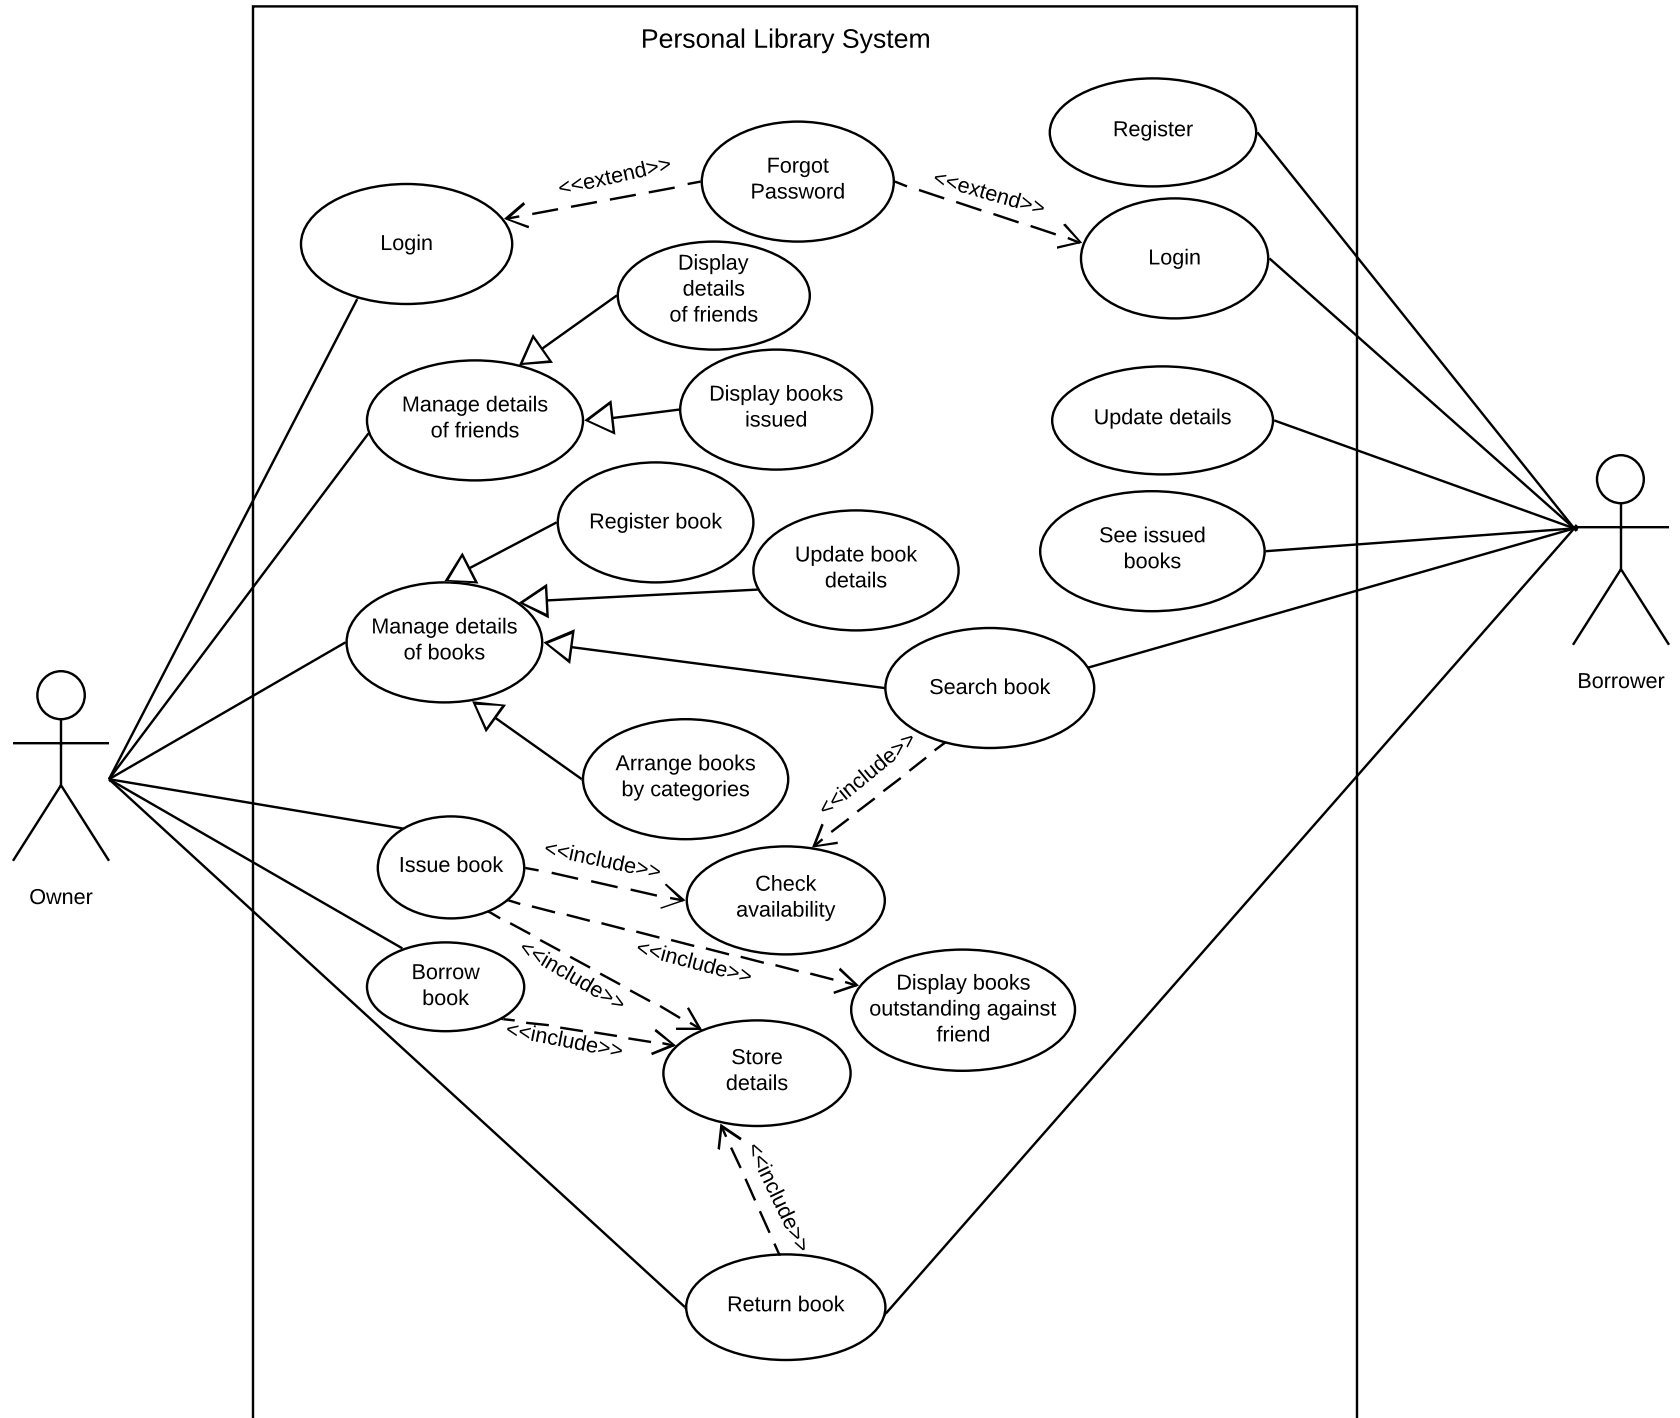 Personal Library System
Register
Forgot
Password
<<extend>>
<<extend>>
Login
Login
Display
details
of friends
Manage details
of friends
Display books
issued
Update details
Register book
Update book
details
See issued
books
Manage details
of books
Search book
Borrower
Arrange books
by categories
<<include>>
Owner
Issue book
<<include>>
Check
availability
<<include>>
<<include>>
Borrow
book
Display books
outstanding against
friend
<<include>>
Store
details
<<include>>
Return book